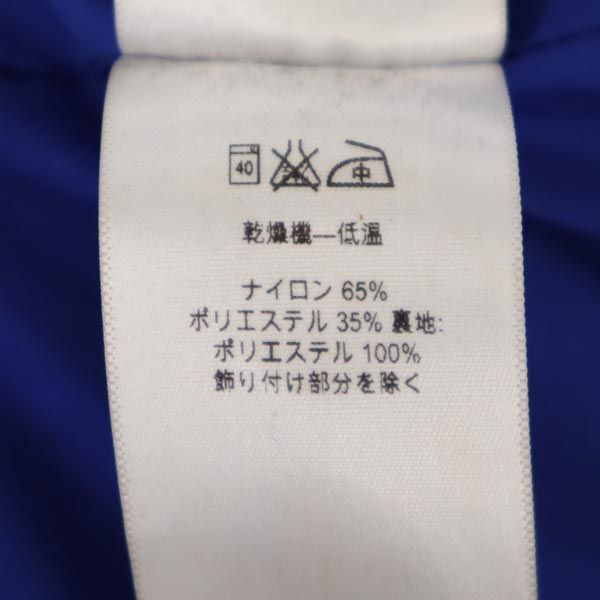 40 中
乾燥機—低温
ナイロン 65%
ポリエステル 35% 裏地:
ポリエステル 100%
飾り付け部分を除く